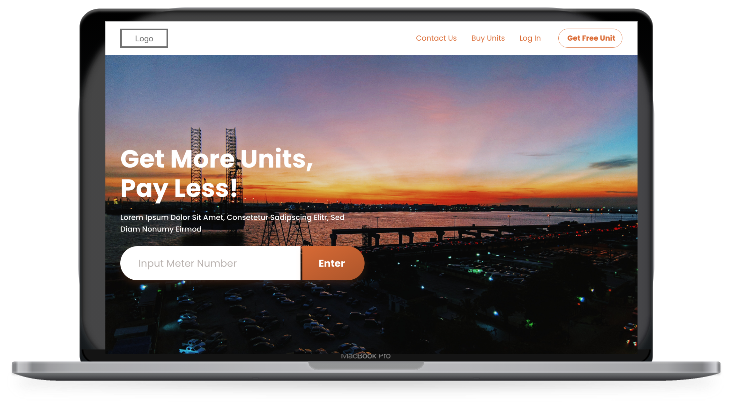 Logo
Contact Us
Buy Units
Log In
Get Free Unit
Get More Units,
Pay Less!
Lorem Ipsum Dolor Sit Amet, Consetetur Sadipscing Elitr, Sed
Diam Nonumy Eirmod
Input Meter Number
Enter
MacBook Pro